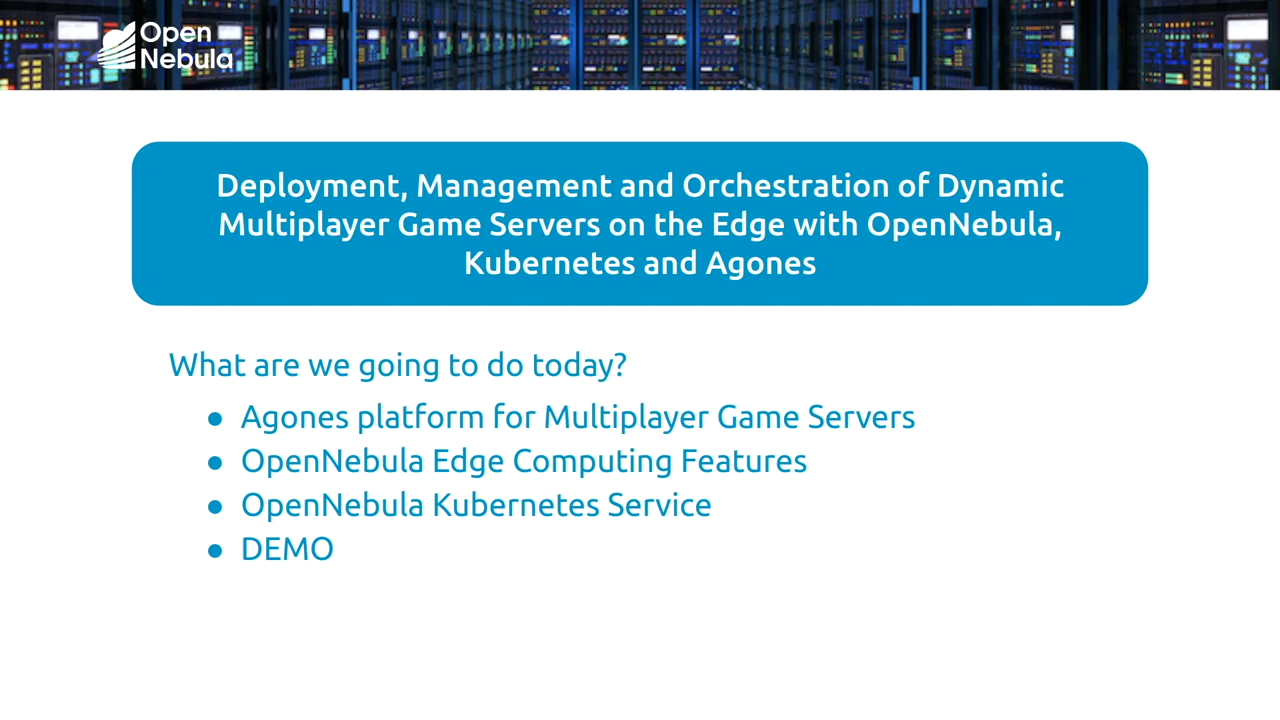 Open
Nebula
Deployment, Management and Orchestration of Dynamic
Multiplayer Game Servers on the Edge with OpenNebula,
Kubernetes and Agones
What are we going to do today?
● Agones platform for Multiplayer Game Servers
● OpenNebula Edge Computing Features
● OpenNebula Kubernetes Service
● DEMO